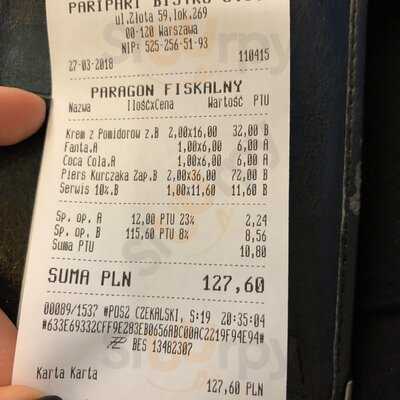 PARIPARI BISTRO
ul.Złota 59,lok.269
00-120 Warszawa
NIP: 525-256-51-93
27-03-2018 110415
PARAGON FISKALNY
Nazwa IlośćxCena Wartość PTU
Krem z Pomidorow z.B 2,00x16,00 32,00 B
Fanta.A 1,00x6,00 6,00 A
Coca Cola.A 1,00x6,00 6,00 A
Piers Kurczaka Zap.B 2,00x36,00 72,00 B
Serwis 10%.B 1,00x11,60 11,60 B
Sp. op. A 12,00 PTU 23% 2,24
Sp. op. B 115,60 PTU 8% 8,56
Suma PTU 10,80
SUMA PLN 127,60
00089/1537 #POS2 CZEKALSKI, S:19 20:35:04
#633E69332CFF9E283EB0656ABC00AC2219F94E94#
BES 13482307
Karta Karta 127,60 PLN